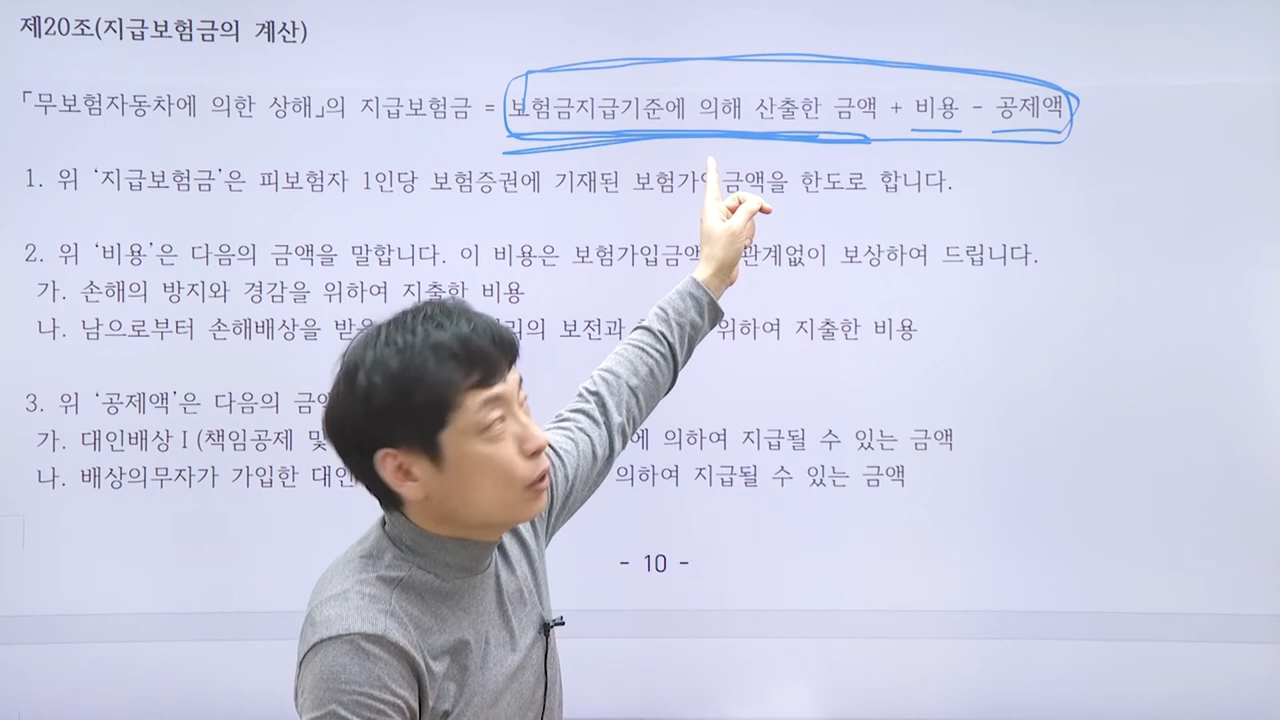 제20조(지급보험금의 계산)
「무보험자동차에 의한 상해」의 지급보험금 = 보험금지급기준에 의해 산출한 금액 + 비용 - 공제액
1. 위 '지급보험금'은 피보험자 1인당 보험증권에 기재된 보험가입금액을 한도로 합니다.
2. 위 '비용'은 다음의 금액을 말합니다. 이 비용은 보험가입금액 관계없이 보상하여 드립니다.
가. 손해의 방지와 경감을 위하여 지출한 비용
나. 남으로부터 손해배상을 보전과 위하여 지출한 비용
3. 위 '공제액'은 다음의
가. 대인배상Ⅰ(책임공제 및 의하여 지급될 수 있는 금액
나. 배상의무자가 가입한 의하여 지급될 수 있는 금액
- 10 -